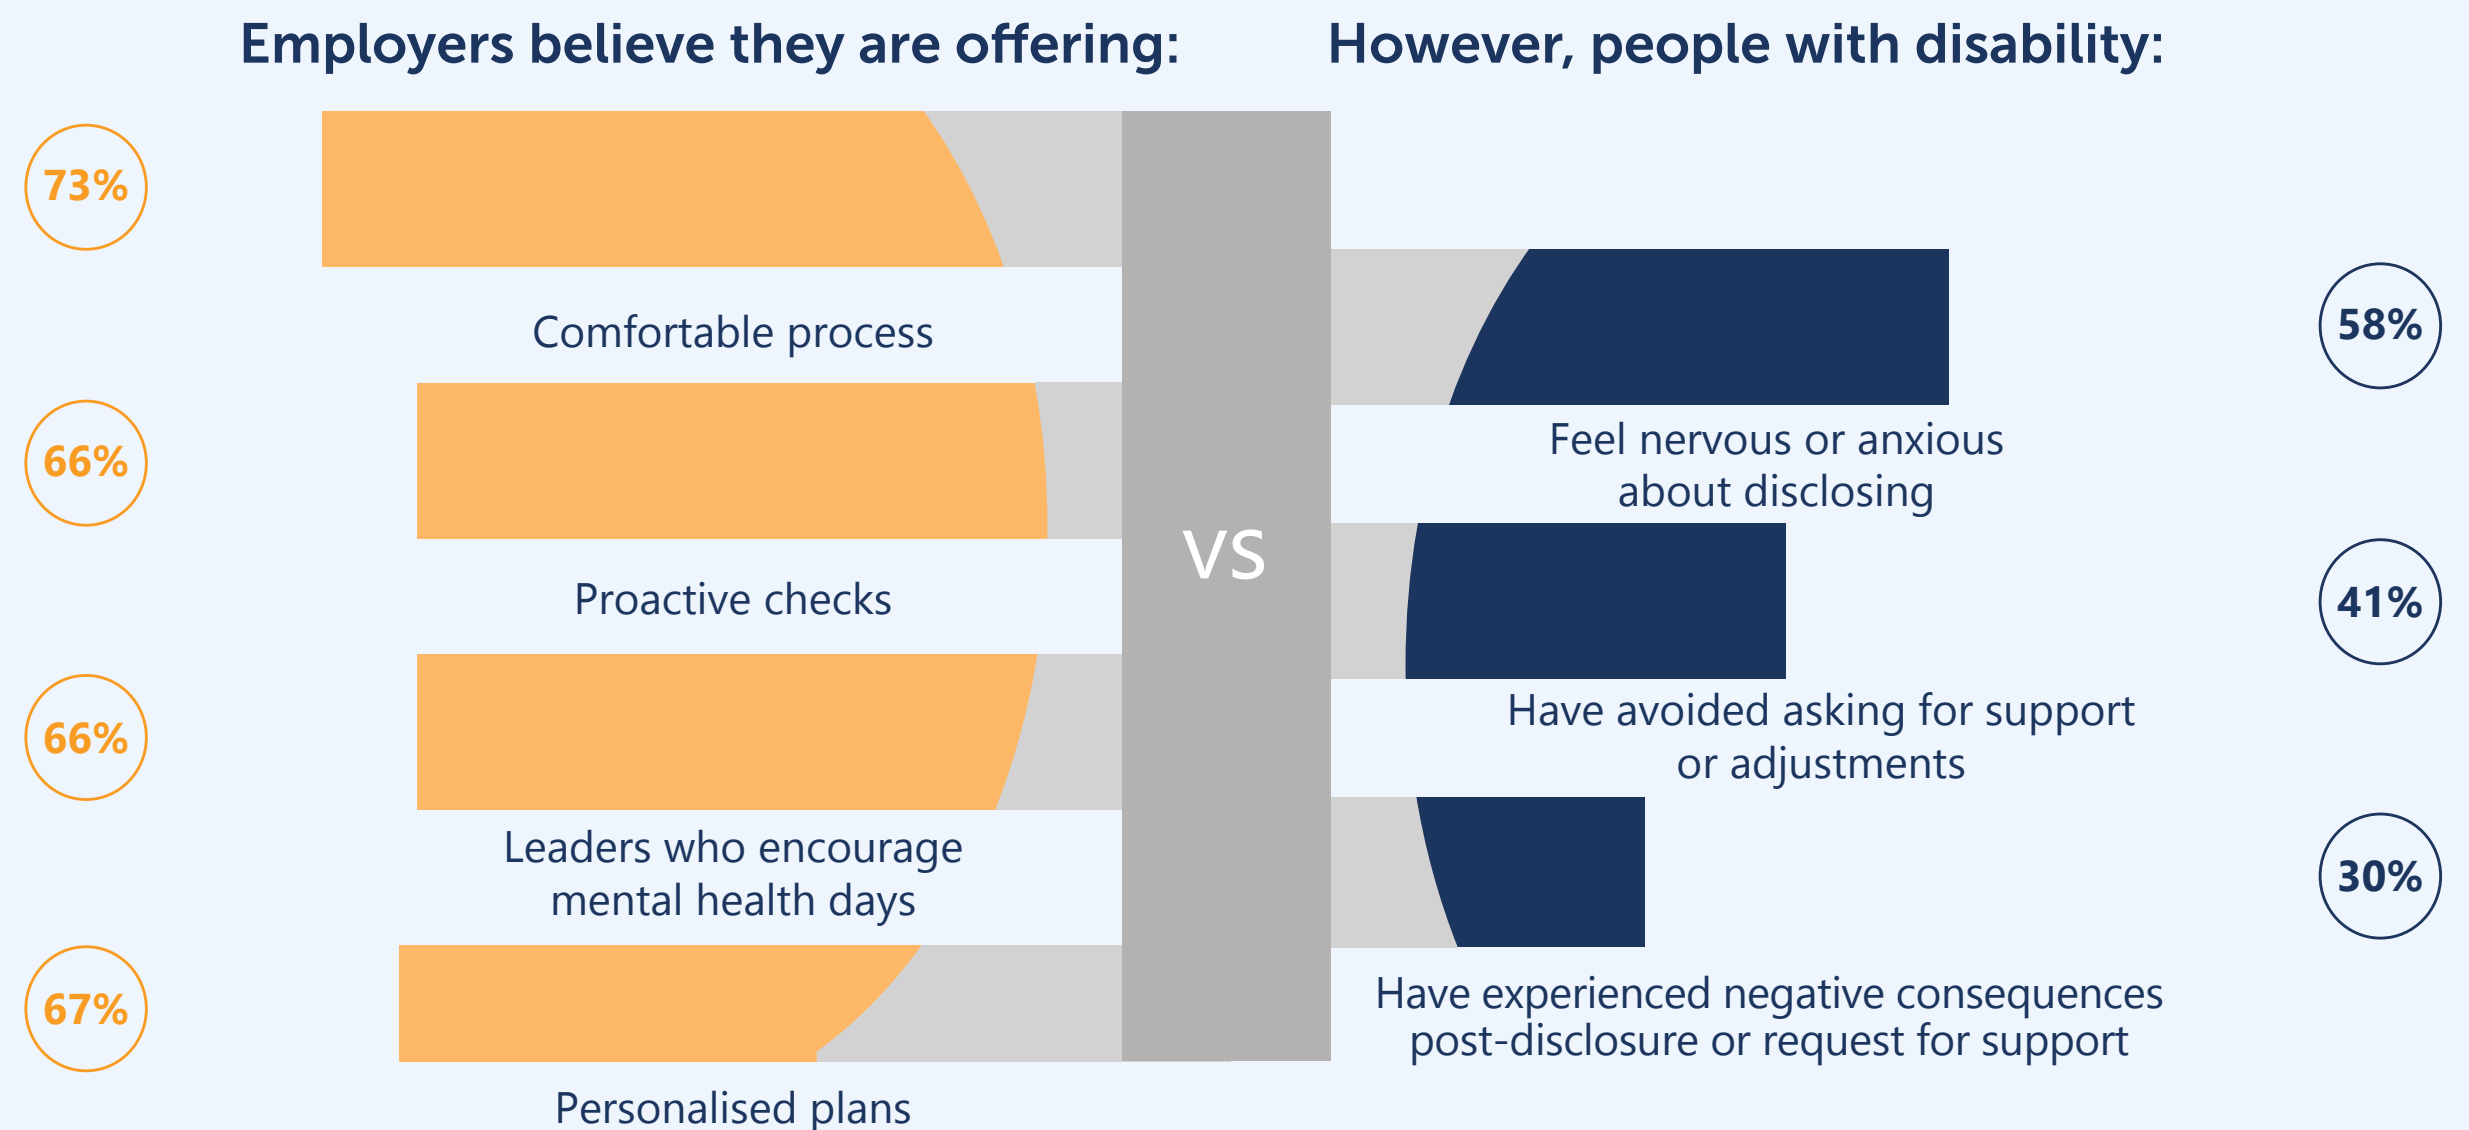 Employers believe they are offering:
73%
Comfortable process
66%
Proactive checks
66%
Leaders who encourage
mental health days
67%
Personalised plans
vs
However, people with disability:
58%
Feel nervous or anxious
about disclosing
41%
Have avoided asking for support
or adjustments
30%
Have experienced negative consequences
post-disclosure or request for support